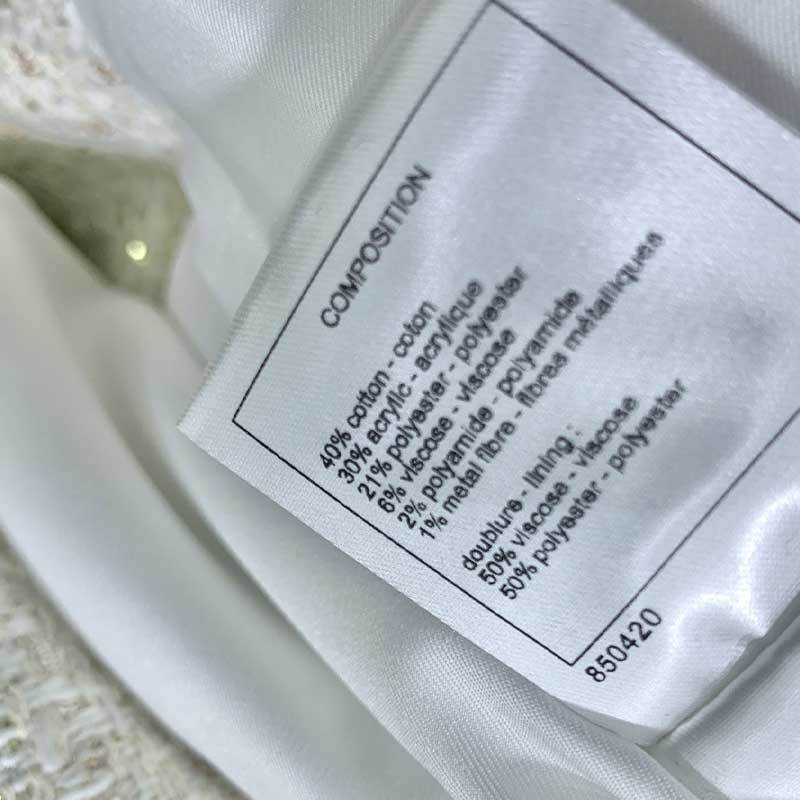 COMPOSITION
40% cotton - coton
30% acrylic - acrylique
21% polyester - polyester
6% viscose - viscose
2% polyamide - polyamide
1% metal fibre - fibres métalliques
doublure - lining :
50% viscose - viscose
50% polyester - polyester
850420